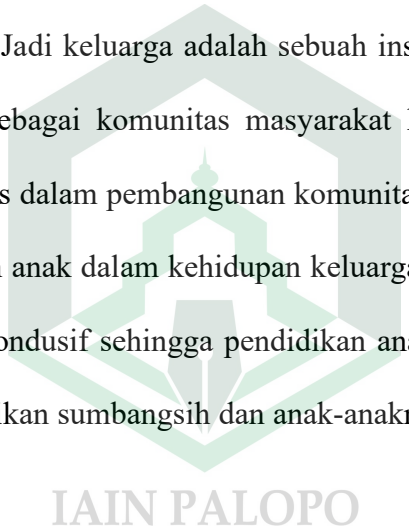 Jadi keluarga adalah sebuah ins
ebagai komunitas masyarakat
s dalam pembangunan komunita
anak dalam kehidupan keluarga
ondusif sehingga pendidikan ana
kan sumbangsih dan anak-anakn
IAIN PALOPO